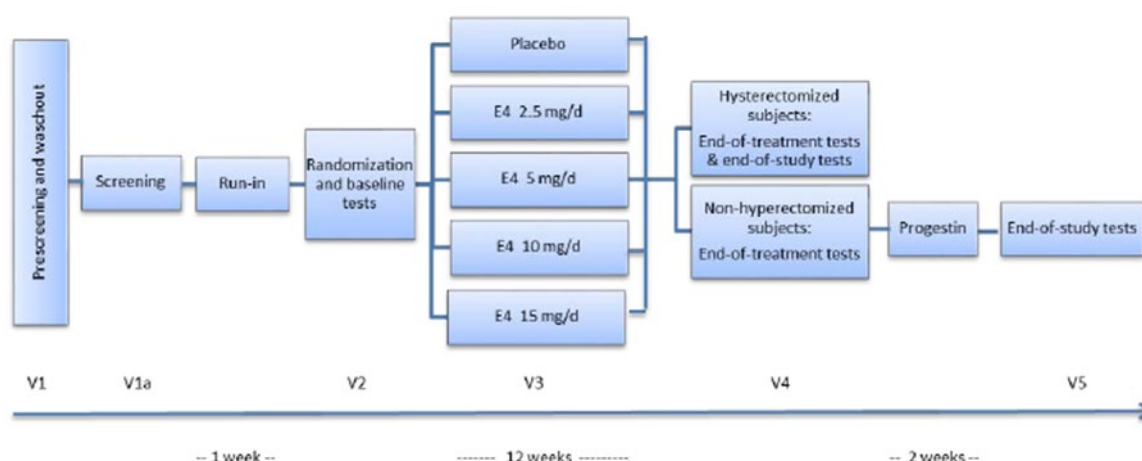 Prescreening and waschout
Screening
Run-in
Randomization
and baseline
tests
Placebo
E4 2.5 mg/d
E4 5 mg/d
E4 10 mg/d
E4 15 mg/d
Hysterectomized
subjects:
End-of-treatment tests
& end-of-study tests
Non-hyperectomized
subjects:
End-of-treatment tests
Progestin
End-of-study tests
V1
V1a
V2
V3
V4
V5
-- 1 week --
------- 12 weeks ---------
-- 2 weeks --